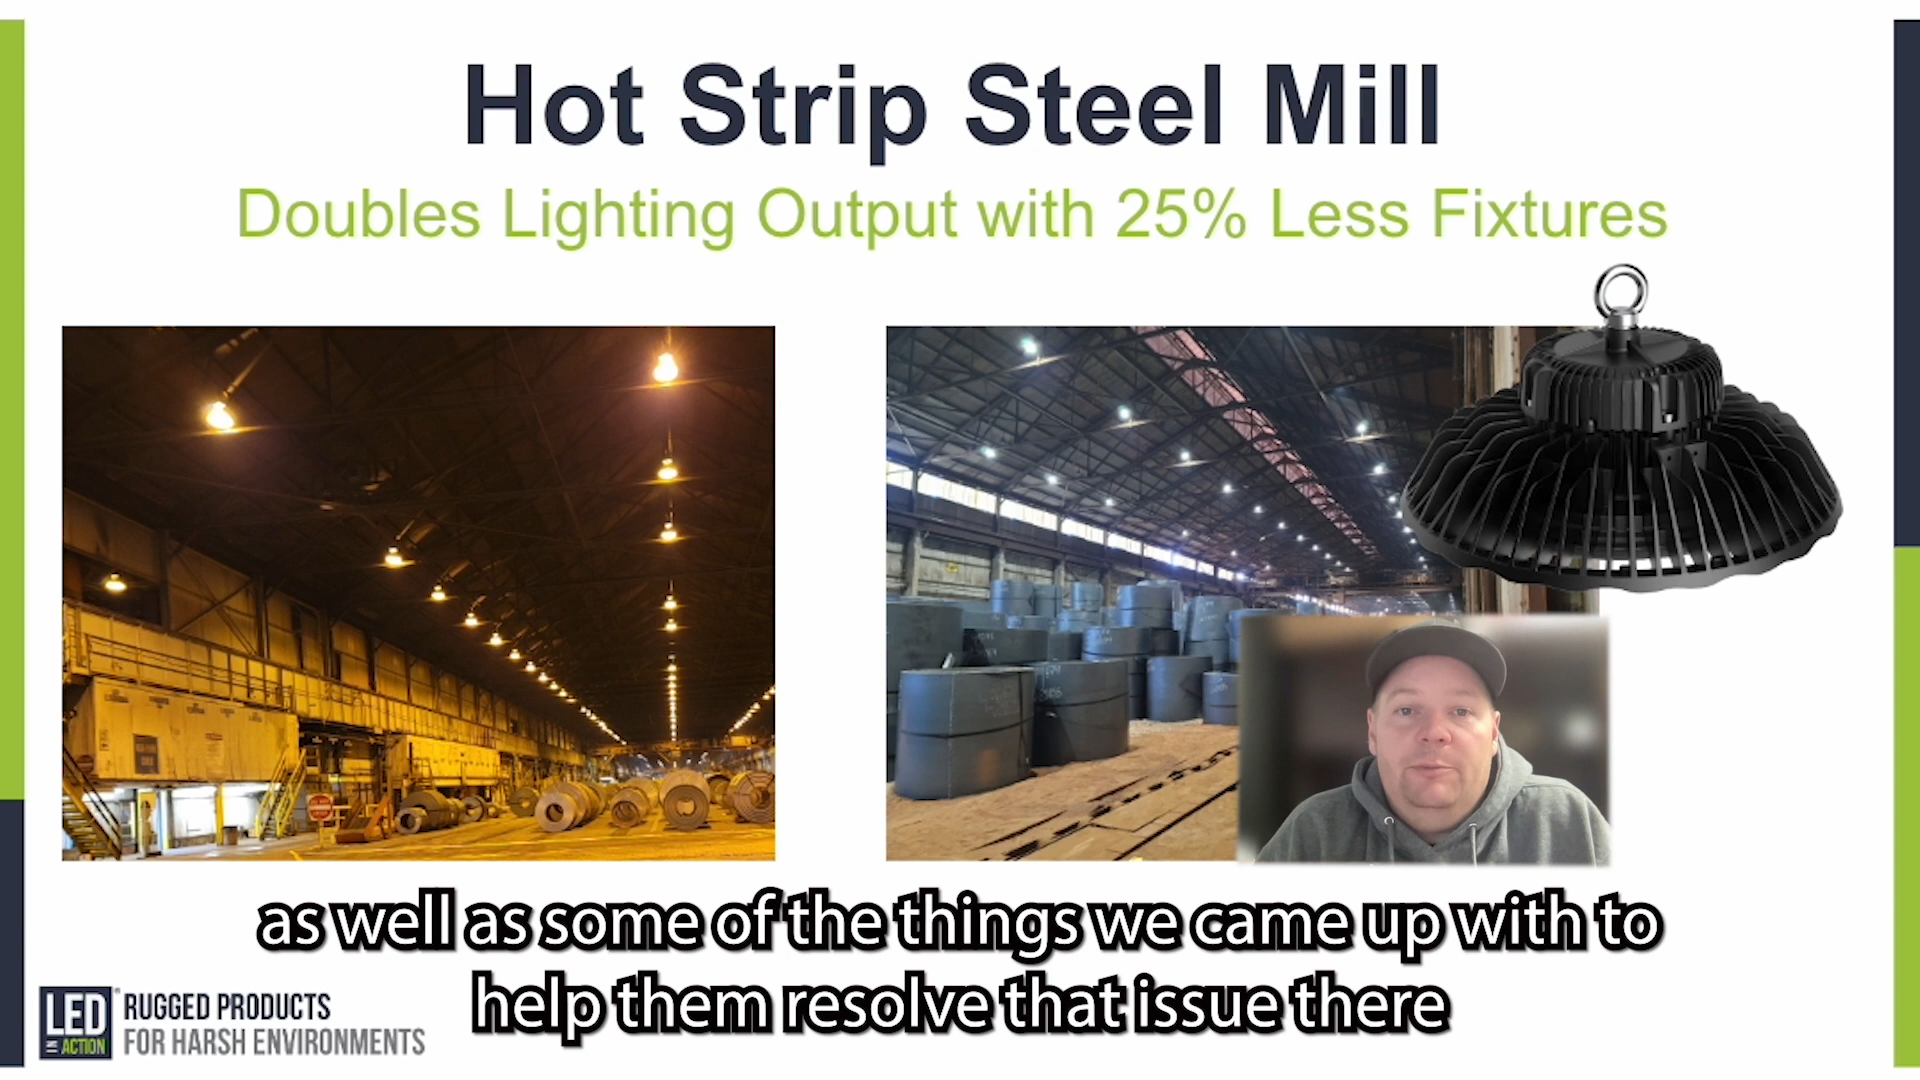 Hot Strip Steel Mill
Doubles Lighting Output with 25% Less Fixtures
as well as some of the things we came up with to
help them resolve that issue there
LED
IN ACTION
RUGGED PRODUCTS
FOR HARSH ENVIRONMENTS